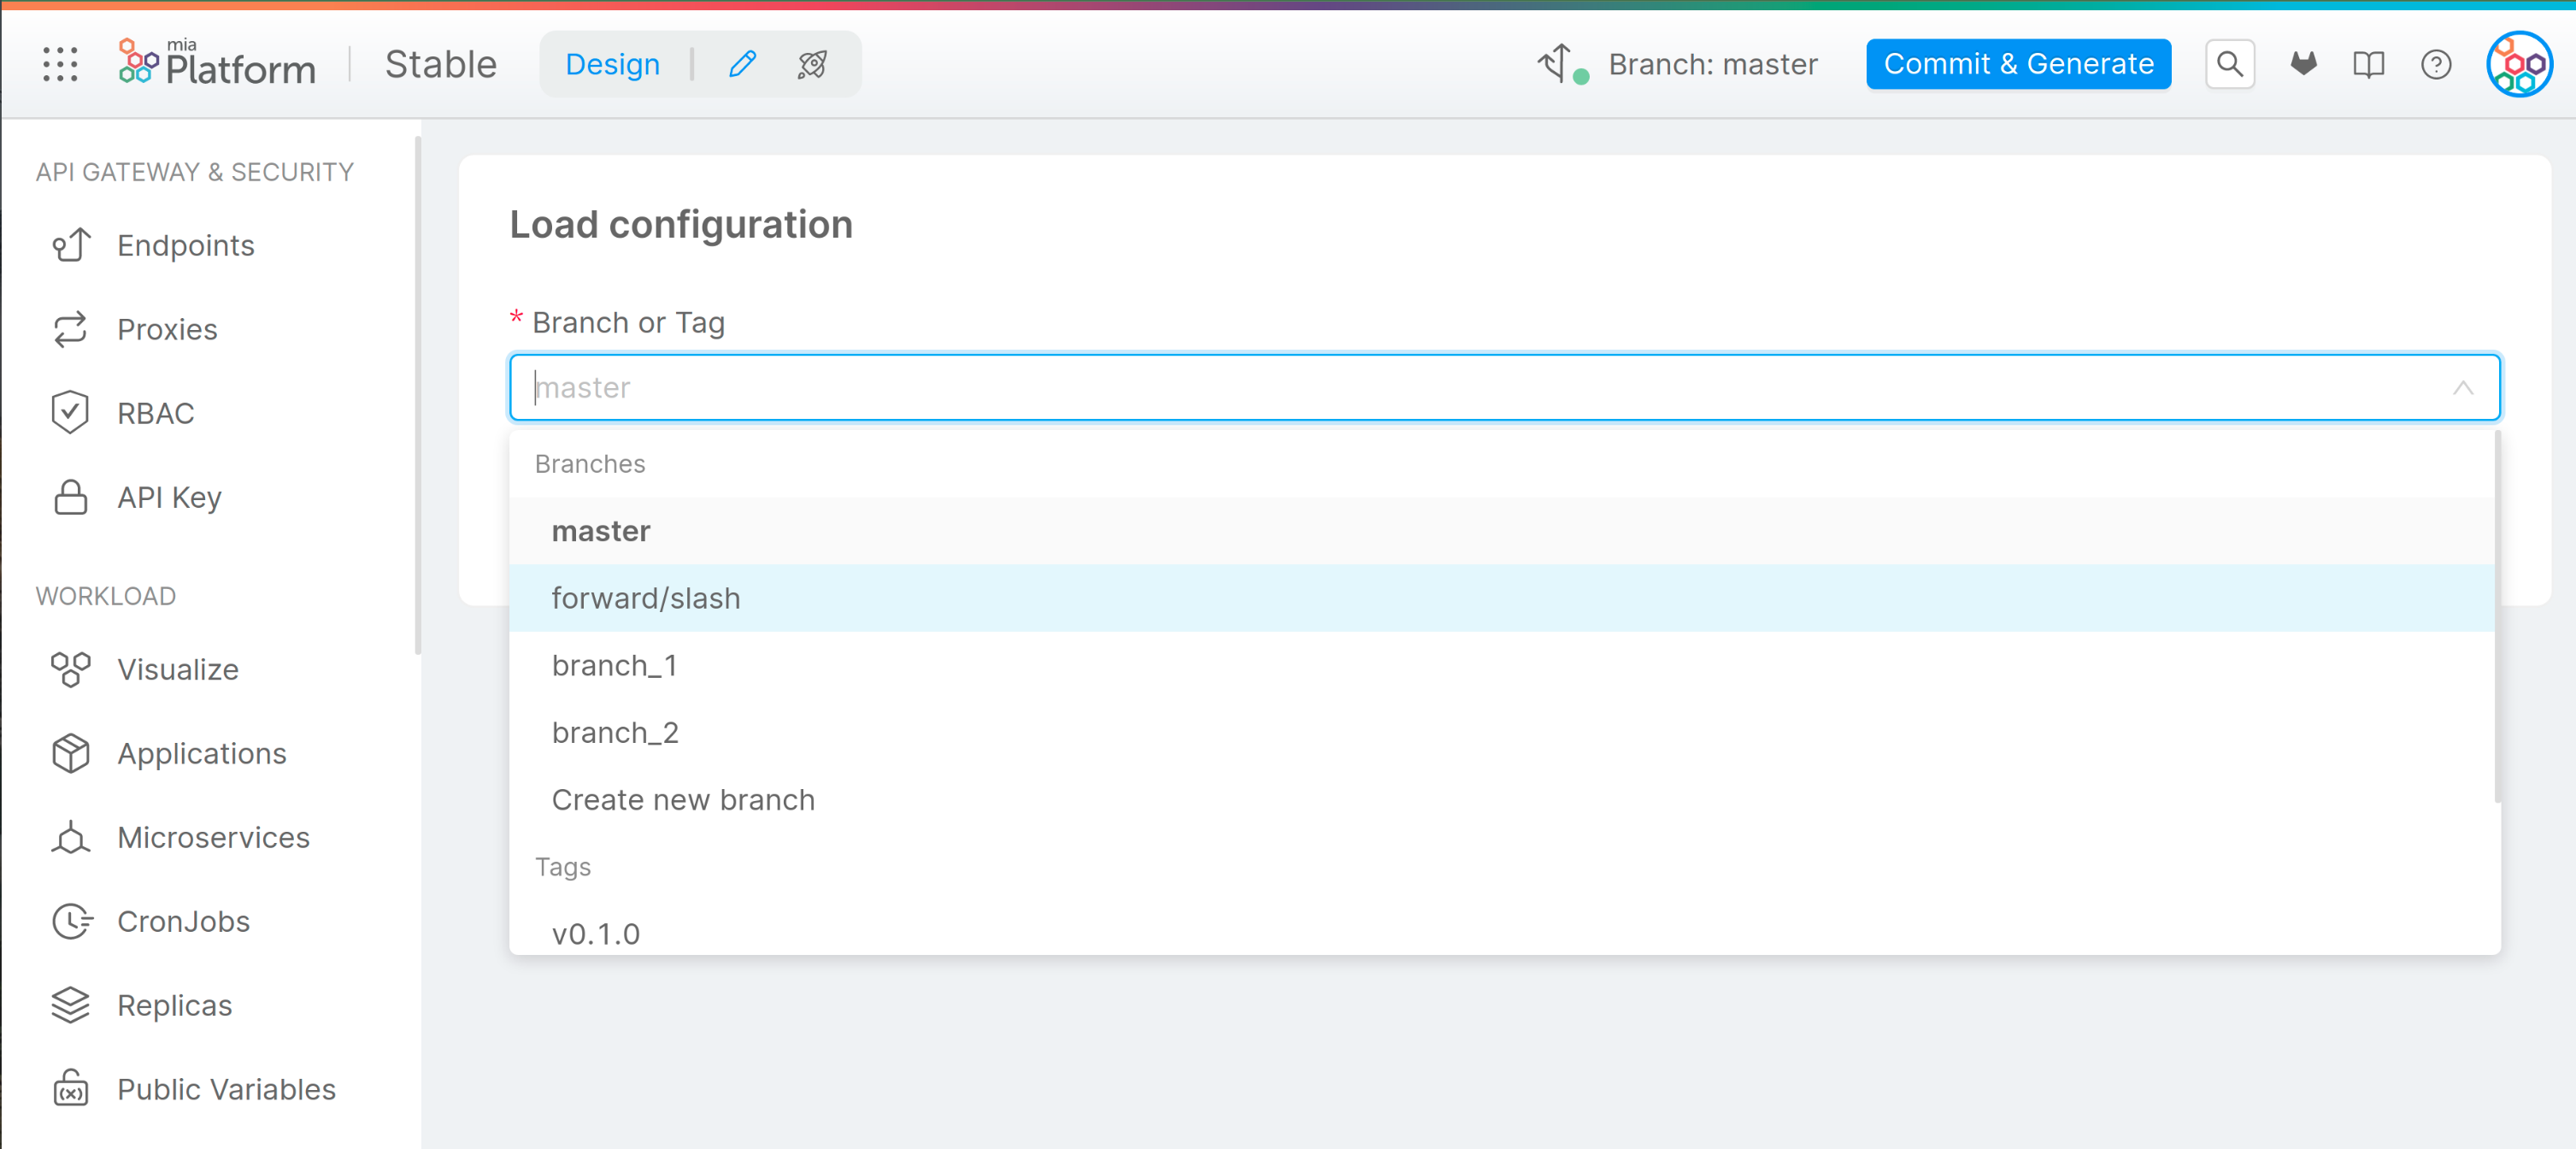 mia
Platform
Stable
Design
Branch: master
Commit & Generate
API GATEWAY & SECURITY
Endpoints
Proxies
RBAC
API Key
WORKLOAD
Visualize
Applications
Microservices
CronJobs
Replicas
(x)
Public Variables
Load configuration
* Branch or Tag
master
Branches
master
forward/slash
branch_1
branch_2
Create new branch
Tags
v0.1.0